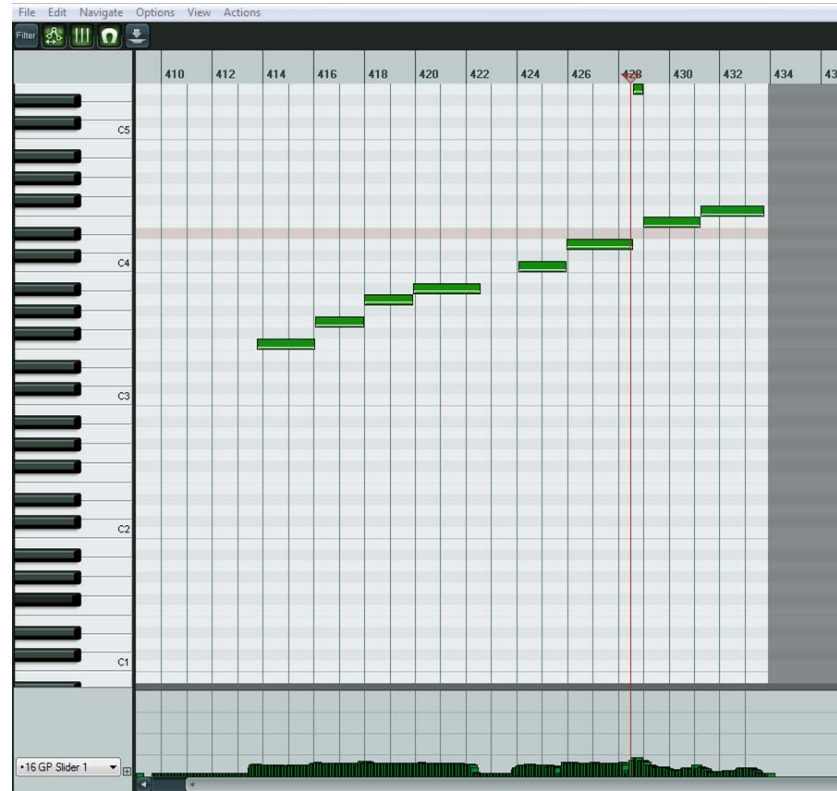 File Edit Navigate Options View Actions
Filter
410 412 414 416 418 420 422 424 426 428 430 432 434 43
C5
C4
C3
C2
C1
•16 GP Slider 1